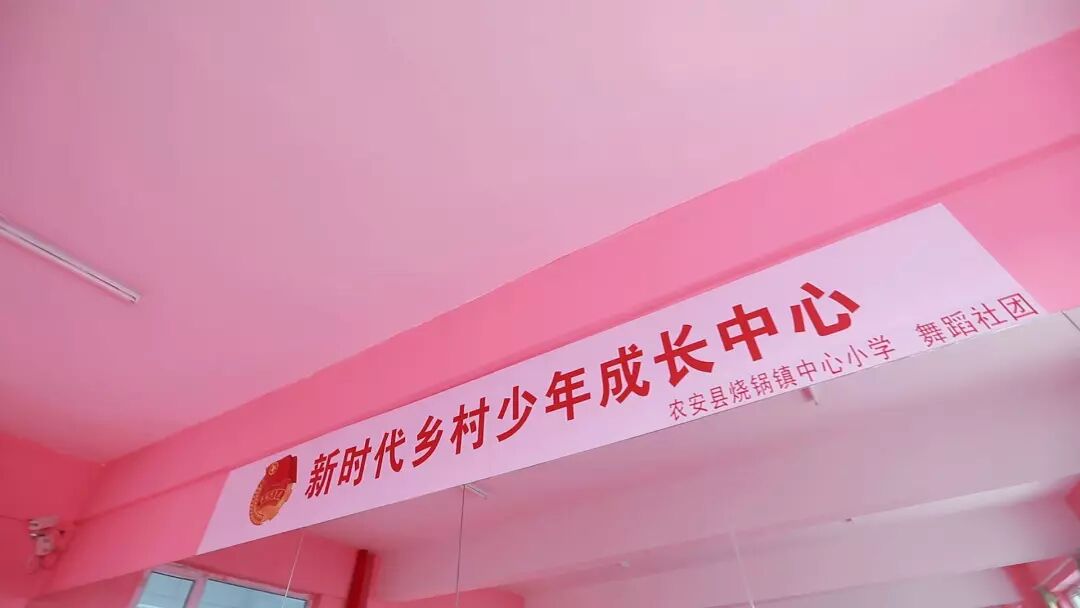 新时代乡村少年成长中心
农安县烧锅镇中心小学 舞蹈社团